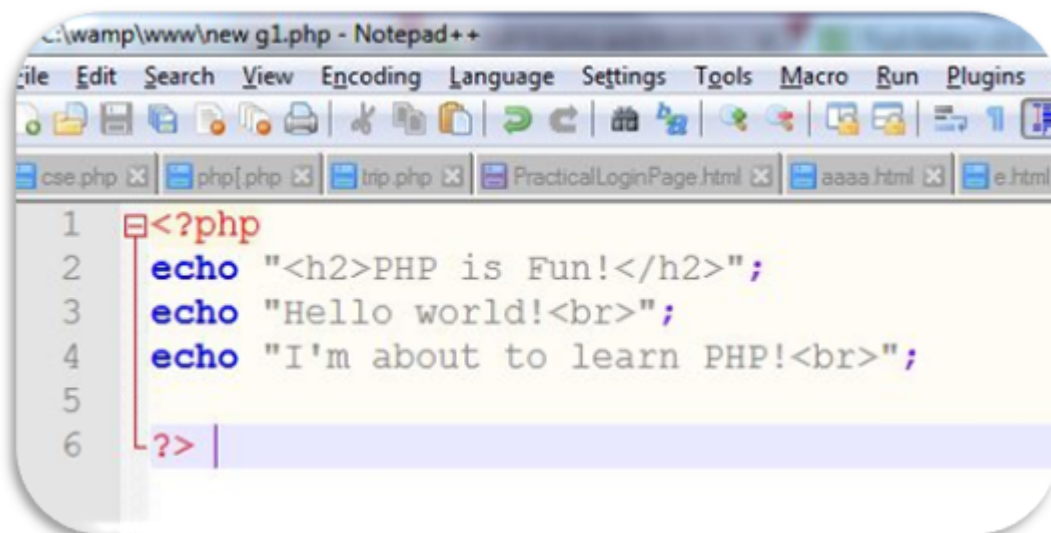 C:\wamp\www\new g1.php - Notepad++
File Edit Search View Encoding Language Settings Tools Macro Run Plugins
cse.php php[.php trip.php PracticalLoginPage.html aaaa.html e.html
1 <?php
2 echo "<h2>PHP is Fun!</h2>";
3 echo "Hello world!<br>";
4 echo "I'm about to learn PHP!<br>";
5
6 ?>